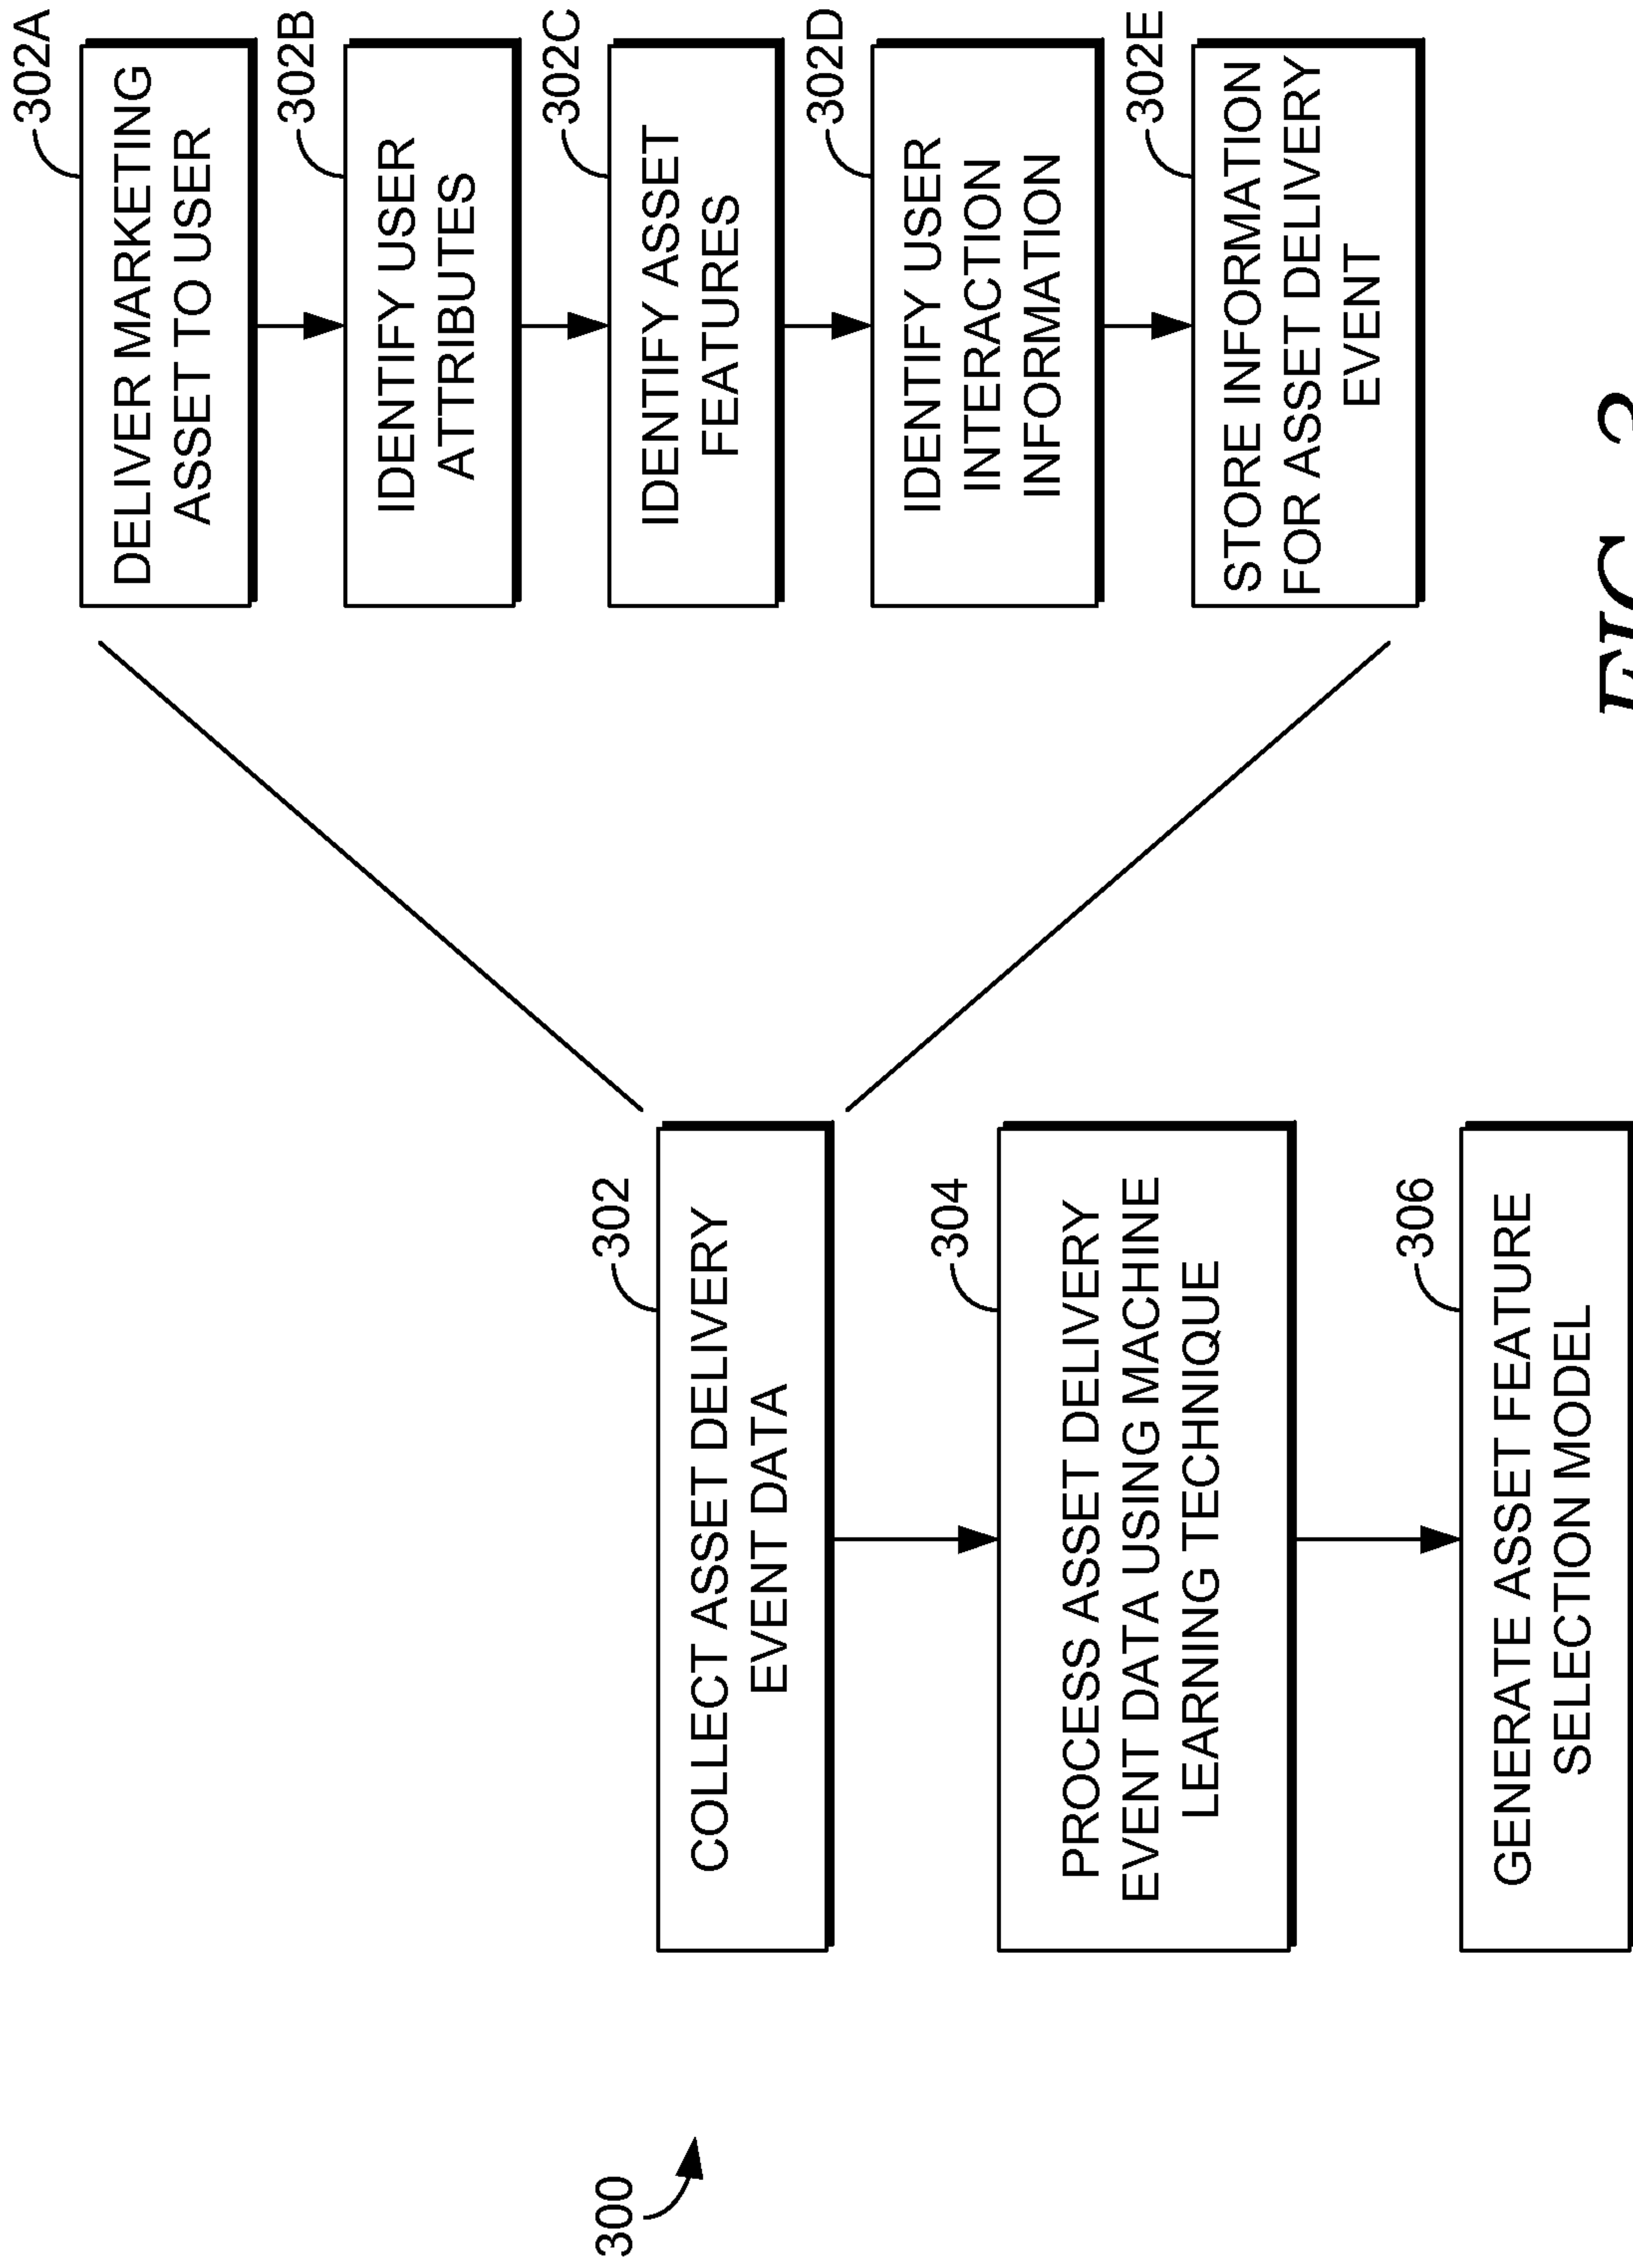 300
302
COLLECT ASSET DELIVERY
EVENT DATA
304
PROCESS ASSET DELIVERY
EVENT DATA USING MACHINE
LEARNING TECHNIQUE
306
GENERATE ASSET FEATURE
SELECTION MODEL
302A
DELIVER MARKETING
ASSET TO USER
302B
IDENTIFY USER
ATTRIBUTES
302C
IDENTIFY ASSET
FEATURES
302D
IDENTIFY USER
INTERACTION
INFORMATION
302E
STORE INFORMATION
FOR ASSET DELIVERY
EVENT
FIG.